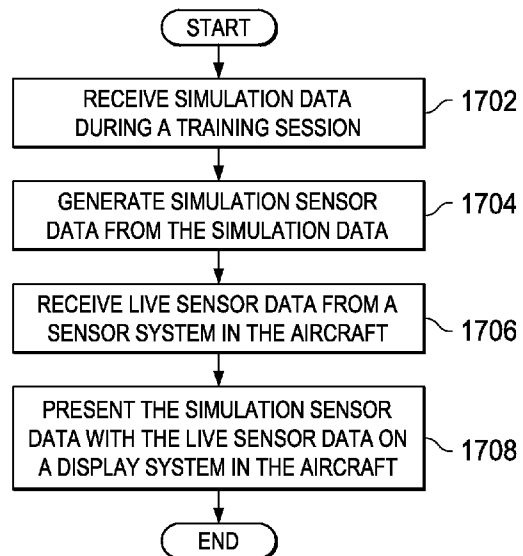 START
RECEIVE SIMULATION DATA
DURING A TRAINING SESSION
1702
GENERATE SIMULATION SENSOR
DATA FROM THE SIMULATION DATA
1704
RECEIVE LIVE SENSOR DATA FROM A
SENSOR SYSTEM IN THE AIRCRAFT
1706
PRESENT THE SIMULATION SENSOR
DATA WITH THE LIVE SENSOR DATA ON
A DISPLAY SYSTEM IN THE AIRCRAFT
1708
END